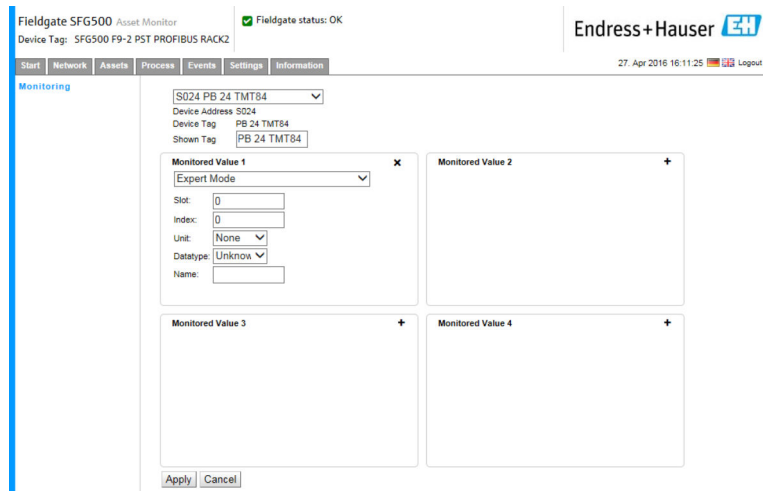 Fieldgate SFG500 Asset Monitor
Device Tag: SFG500 F9-2 PST PROFIBUS RACK2
Fieldgate status: OK
Endress+Hauser EH
Start Network Assets Process Events Settings Information
27. Apr 2016 16:11:25 Logout
Monitoring
S024 PB 24 TMT84
Device Address S024
Device Tag PB 24 TMT84
Shown Tag PB 24 TMT84
Monitored Value 1
Expert Mode
Slot: 0
Index: 0
Unit: None
Datatype: Unknow
Name:
Monitored Value 2 +
Monitored Value 3 +
Monitored Value 4 +
Apply Cancel